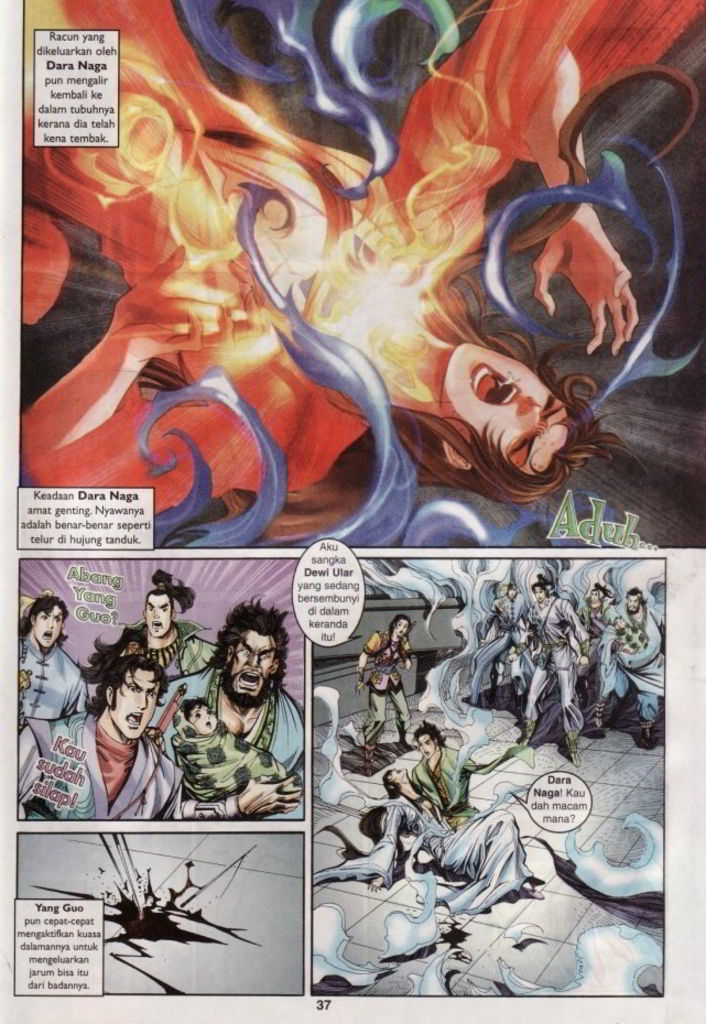 Racun yang
dikeluarkan oleh
Dara Naga
pun mengalir
kembali ke
dalam tubuhnya
kerana dia telah
kena tembak.
Keadaan Dara Naga
amat genting. Nyawanya
adalah benar-benar seperti
telur di hujung tanduk.
Aduh...
Abang
Yang
Guo?
Kau
sudah
silap!
Aku
sangka
Dewi Ular
yang sedang
bersembunyi
di dalam
keranda
itu!
Dara
Naga! Kau
dah macam
mana?
Yang Guo
pun cepat-cepat
mengaktifkan kuasa
dalamannya untuk
mengeluarkan
jarum bisa itu
dari badannya.
37